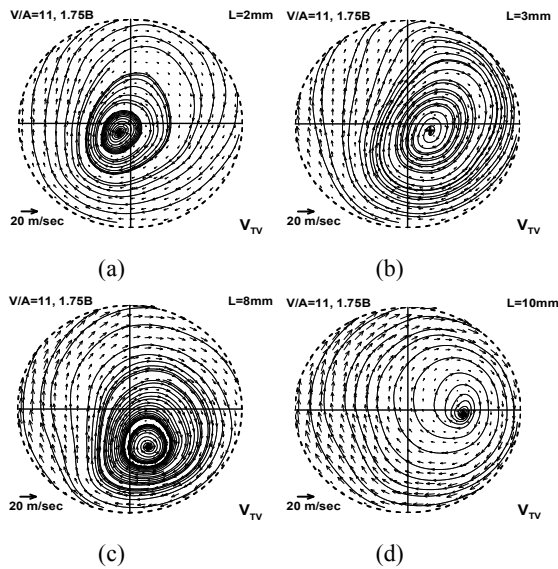 V/A=11, 1.75B L=2mm
20 m/sec V_TV
(a)
V/A=11, 1.75B L=3mm
20 m/sec V_TV
(b)
V/A=11, 1.75B L=8mm
20 m/sec V_TV
(c)
V/A=11, 1.75B L=10mm
20 m/sec V_TV
(d)